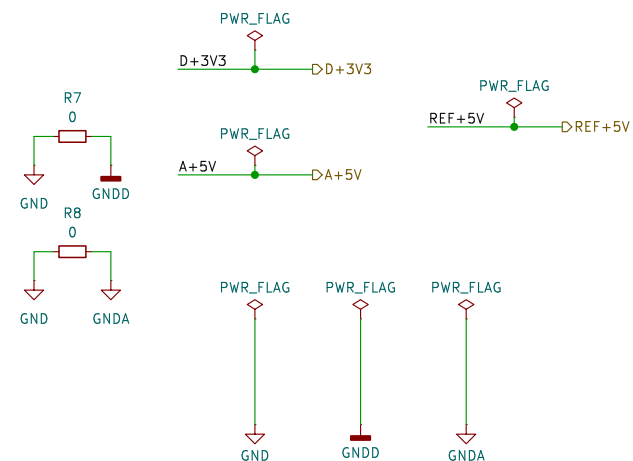 PWR_FLAG
D+3V3
D+3V3
PWR_FLAG
REF+5V
REF+5V
R7
0
GND
GNDD
PWR_FLAG
A+5V
A+5V
R8
0
GND
GNDA
PWR_FLAG
PWR_FLAG
PWR_FLAG
GND
GNDD
GNDA